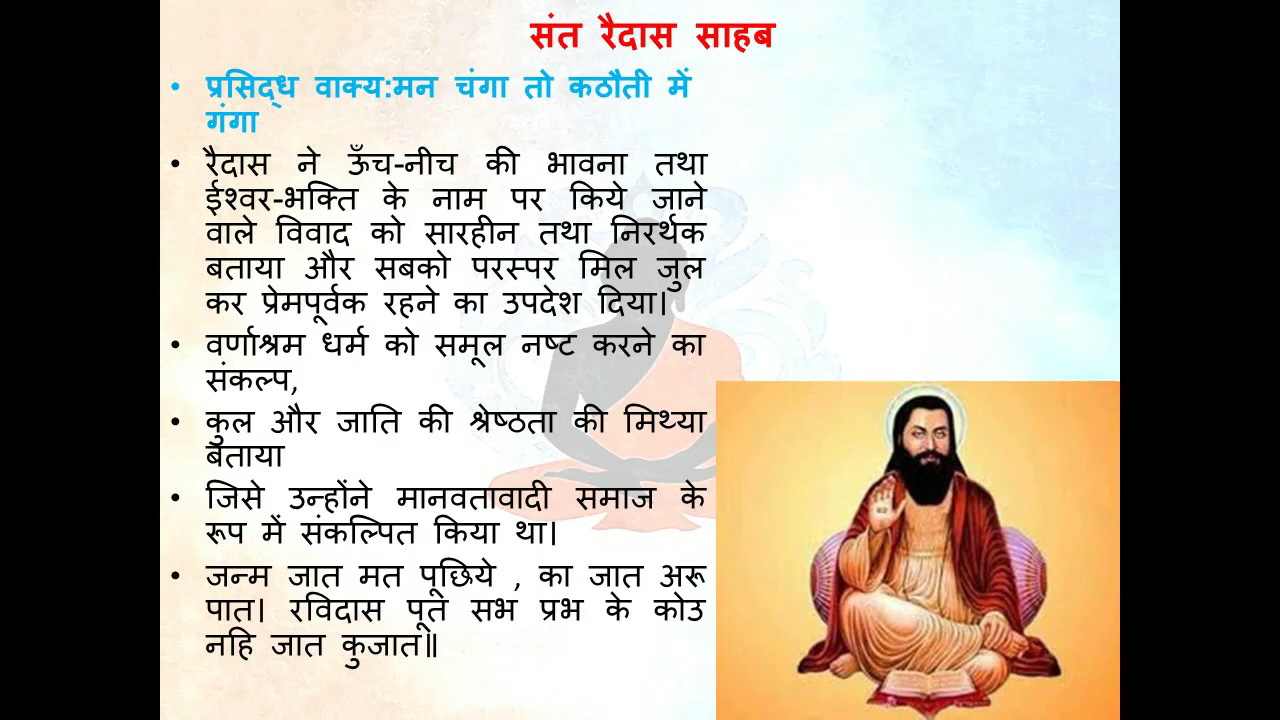 संत रैदास साहब
• प्रसिद्ध वाक्य:मन चंगा तो कठौती में
गंगा
• रैदास ने ऊँच-नीच की भावना तथा
ईश्वर-भक्ति के नाम पर किये जाने
वाले विवाद को सारहीन तथा निरर्थक
बताया और सबको परस्पर मिल जुल
कर प्रेमपूर्वक रहने का उपदेश दिया।
• वर्णाश्रम धर्म को समूल नष्ट करने का
संकल्प,
• कुल और जाति की श्रेष्ठता की मिथ्या
बताया
• जिसे उन्होंने मानवतावादी समाज के
रूप में संकल्पित किया था।
• जन्म जात मत पूछिये , का जात अरू
पात। रविदास पूत सभ प्रभ के कोउ
नहि जात कुजात॥